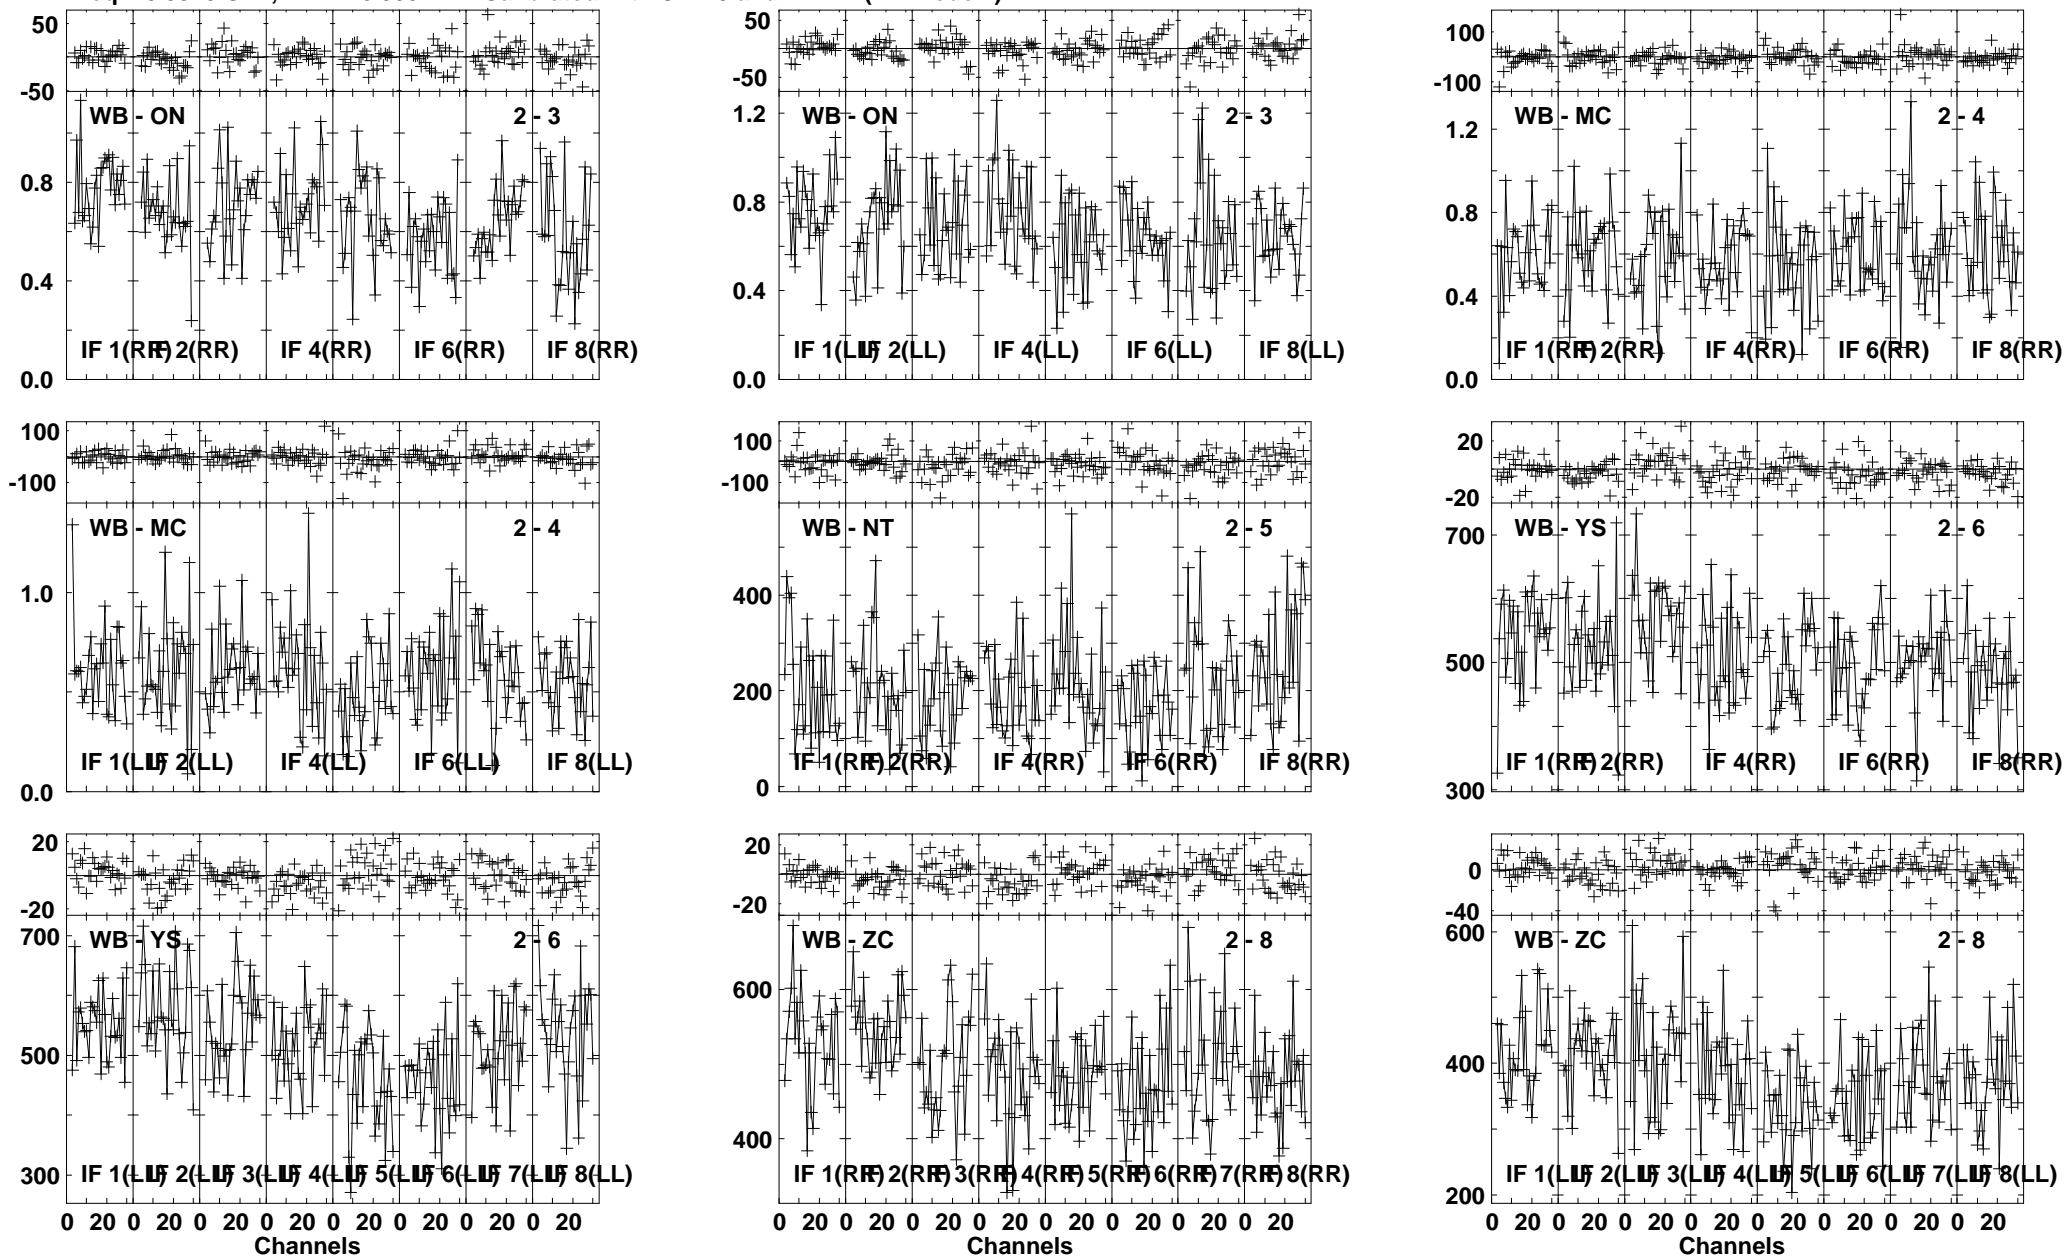 50
-50
WB - ON 2 - 3
0.8
0.4
0.0
IF 1(RR) IF 2(RR) IF 4(RR) IF 6(RR) IF 8(RR)
50
-50
WB - ON 2 - 3
1.2
0.8
0.4
0.0
IF 1(LL) IF 2(LL) IF 4(LL) IF 6(LL) IF 8(LL)
100
-100
WB - MC 2 - 4
1.2
0.8
0.4
0.0
IF 1(RR) IF 2(RR) IF 4(RR) IF 6(RR) IF 8(RR)
100
-100
WB - MC 2 - 4
1.0
0.0
IF 1(LL) IF 2(LL) IF 4(LL) IF 6(LL) IF 8(LL)
100
-100
WB - NT 2 - 5
400
200
0
IF 1(RR) IF 2(RR) IF 4(RR) IF 6(RR) IF 8(RR)
20
-20
WB - YS 2 - 6
700
500
300
IF 1(RR) IF 2(RR) IF 4(RR) IF 6(RR) IF 8(RR)
20
-20
WB - YS 2 - 6
700
500
300
IF 1(LL) IF 2(LL) IF 3(LL) IF 4(LL) IF 5(LL) IF 6(LL) IF 7(LL) IF 8(LL)
0 20 0 20 0 20 0 20 0 20 0 20 0 20 0 20
Channels
20
-20
WB - ZC 2 - 8
600
400
IF 1(RR) IF 2(RR) IF 3(RR) IF 4(RR) IF 5(RR) IF 6(RR) IF 7(RR) IF 8(RR)
0 20 0 20 0 20 0 20 0 20 0 20 0 20 0 20
Channels
0
-40
WB - ZC 2 - 8
600
400
200
IF 1(LL) IF 2(LL) IF 3(LL) IF 4(LL) IF 5(LL) IF 6(LL) IF 7(LL) IF 8(LL)
0 20 0 20 0 20 0 20 0 20 0 20 0 20 0 20
Channels